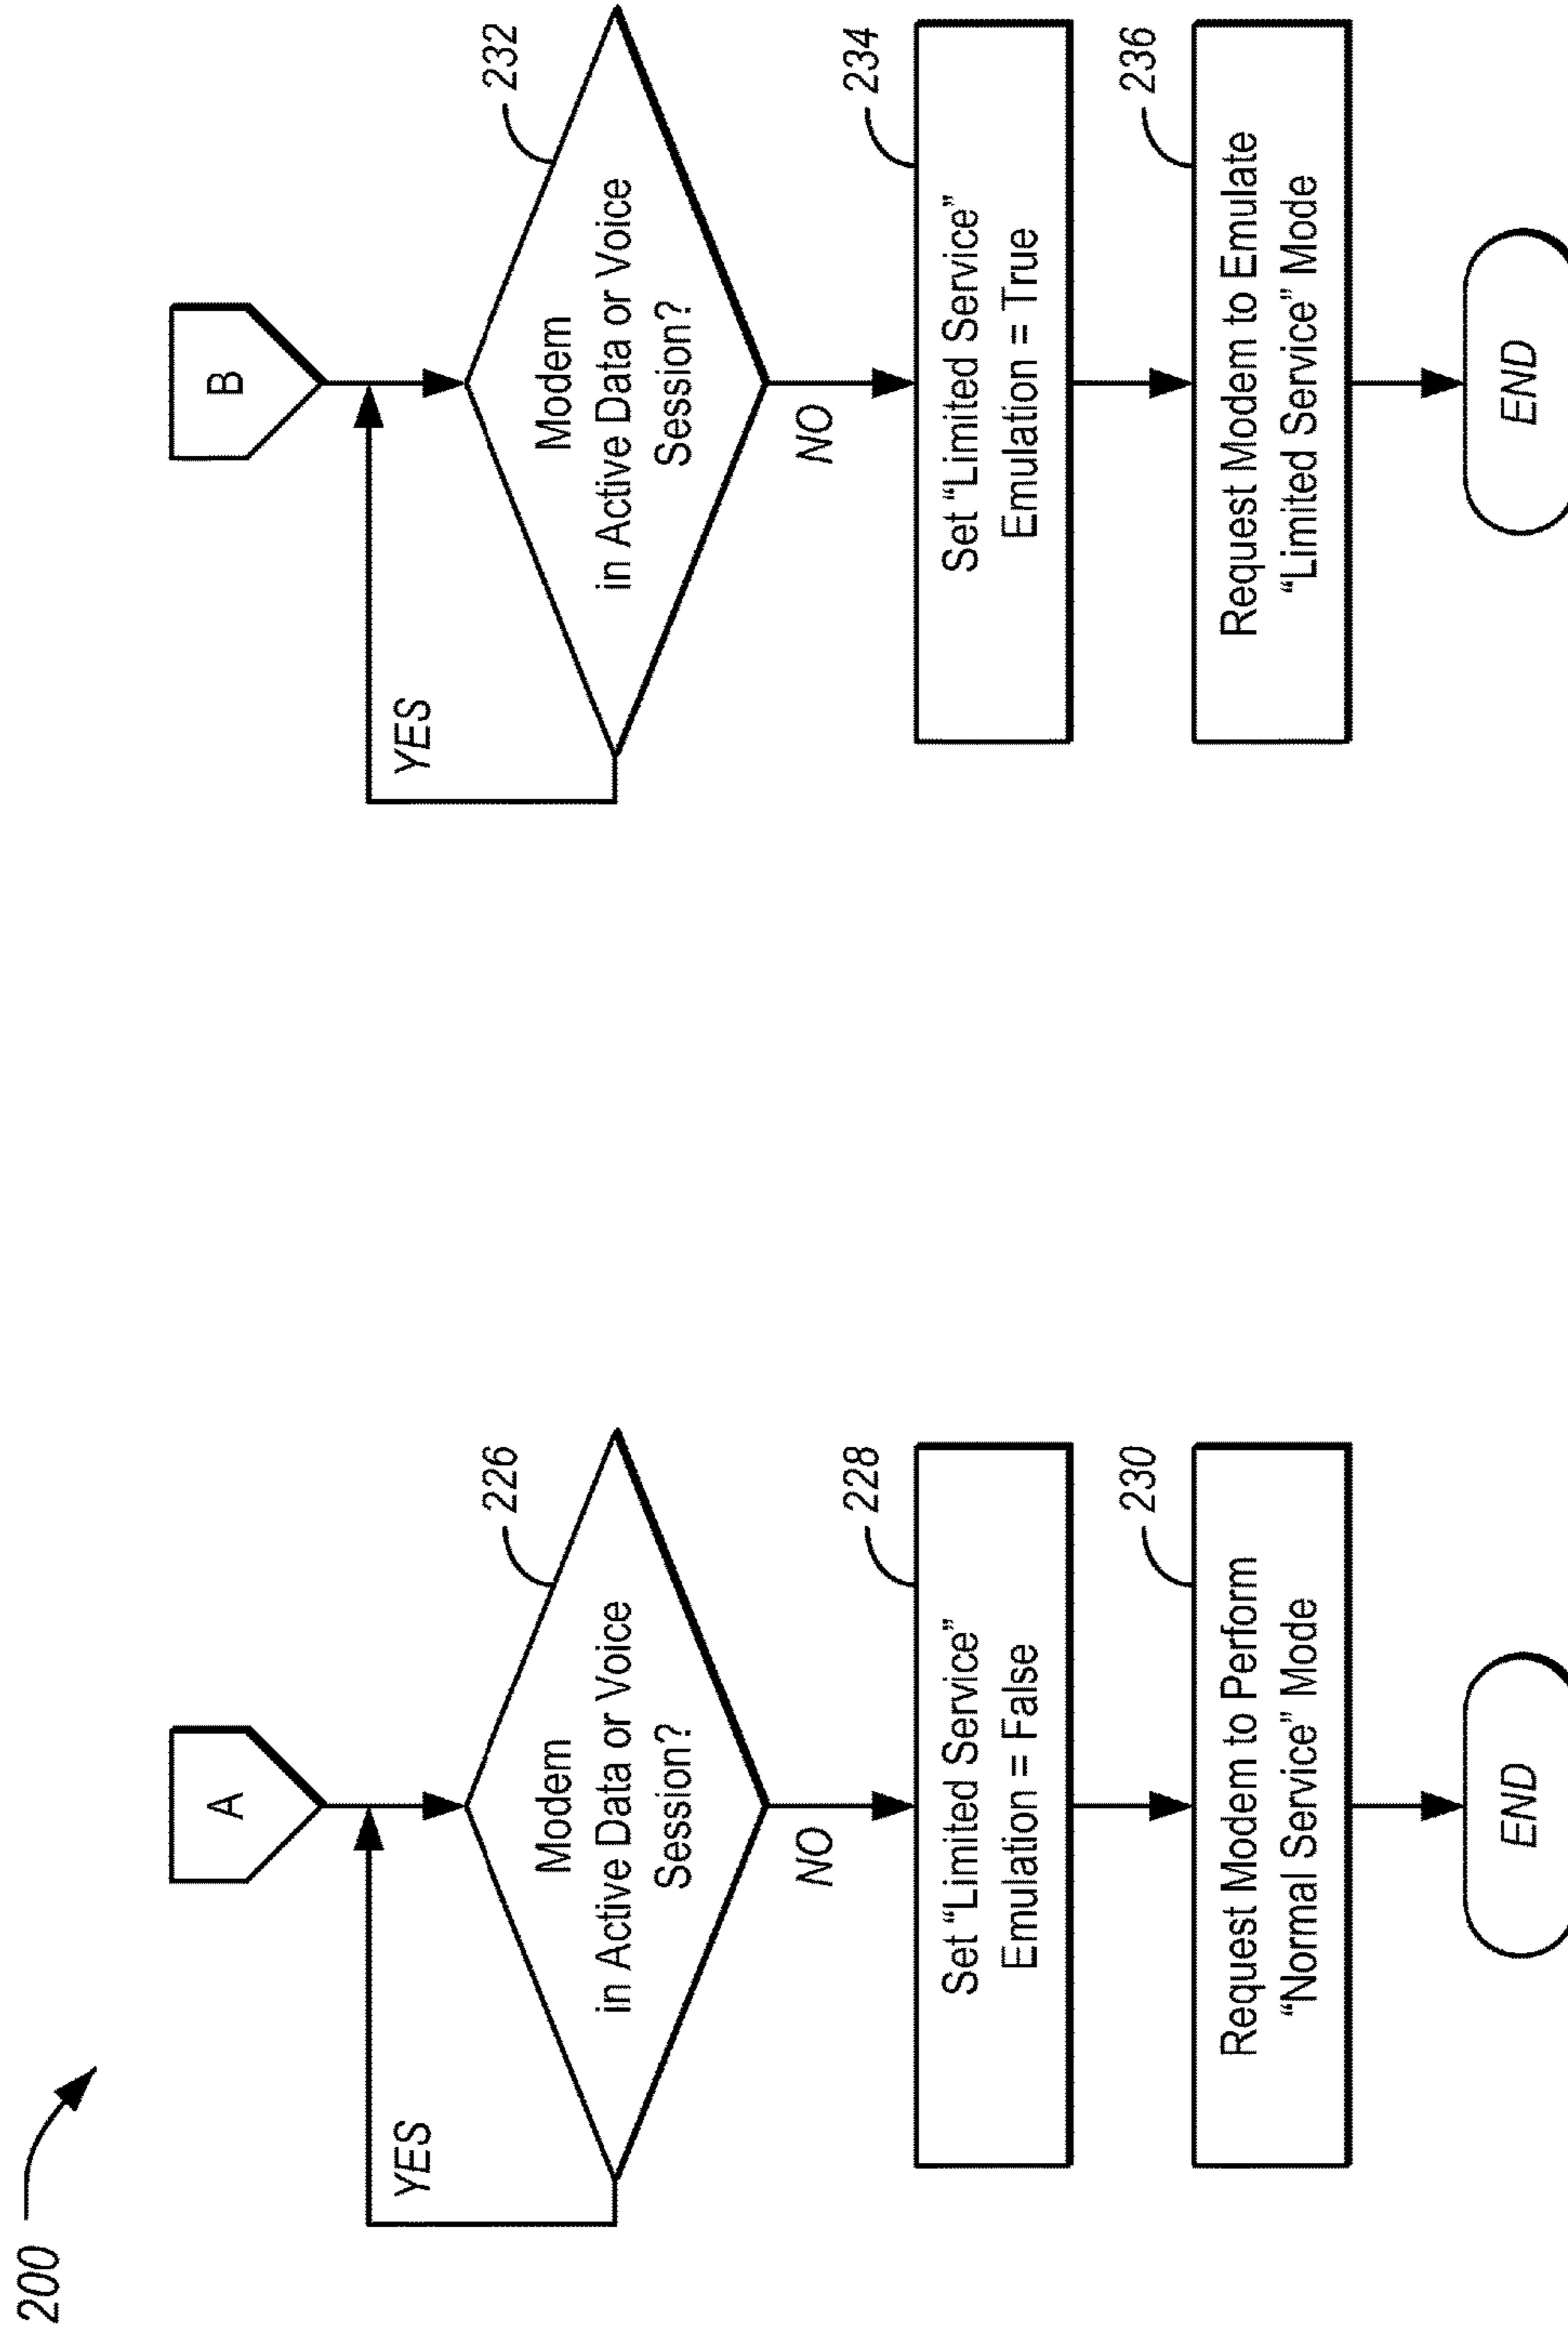 200
A
226
Modem
in Active Data or Voice
Session?
YES
NO
228
Set “Limited Service”
Emulation = False
230
Request Modem to Perform
“Normal Service” Mode
END
B
232
Modem
in Active Data or Voice
Session?
YES
NO
234
Set “Limited Service”
Emulation = True
236
Request Modem to Emulate
“Limited Service” Mode
END